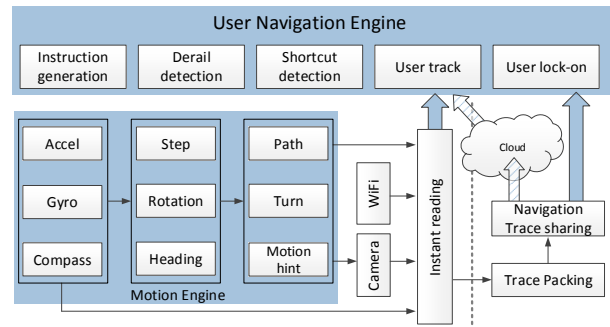 User Navigation Engine
Instruction
generation
Derail
detection
Shortcut
detection
User track
User lock-on
Accel
Gyro
Compass
Step
Rotation
Heading
Path
Turn
Motion
hint
Motion Engine
WiFi
Camera
Instant reading
Cloud
Navigation
Trace sharing
Trace Packing